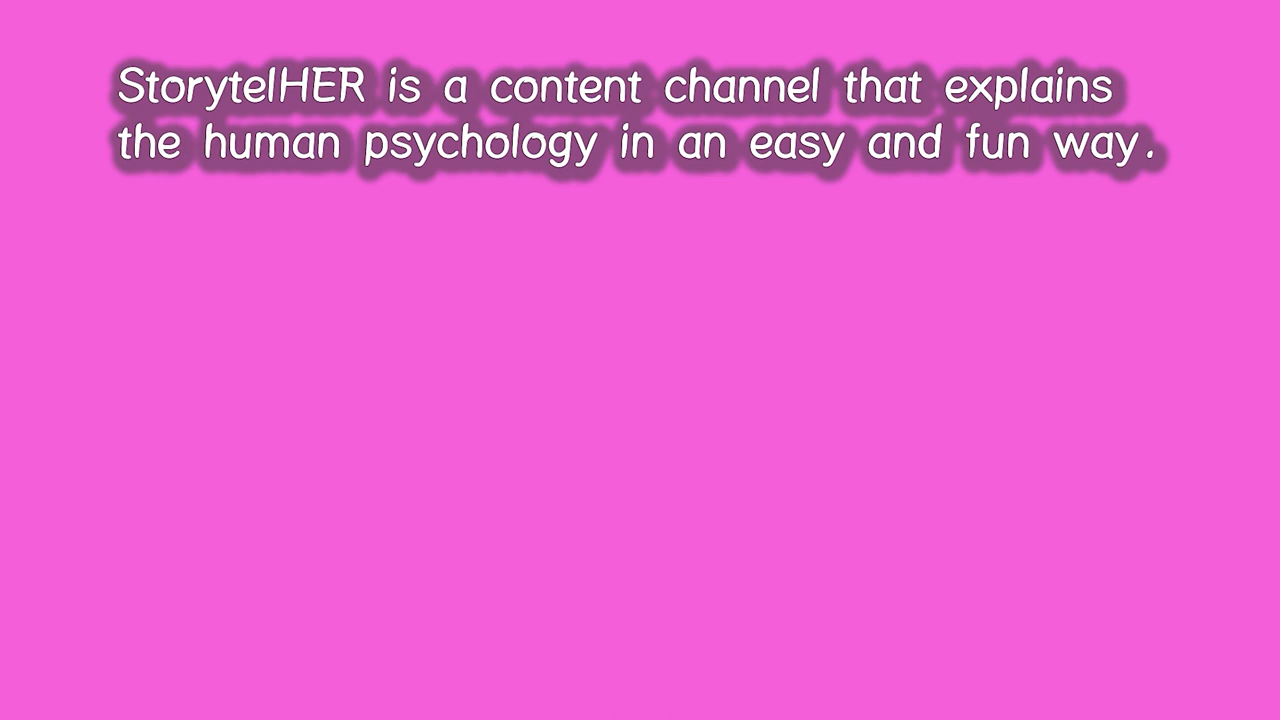 StorytelHER is a content channel that explains
the human psychology in an easy and fun way.